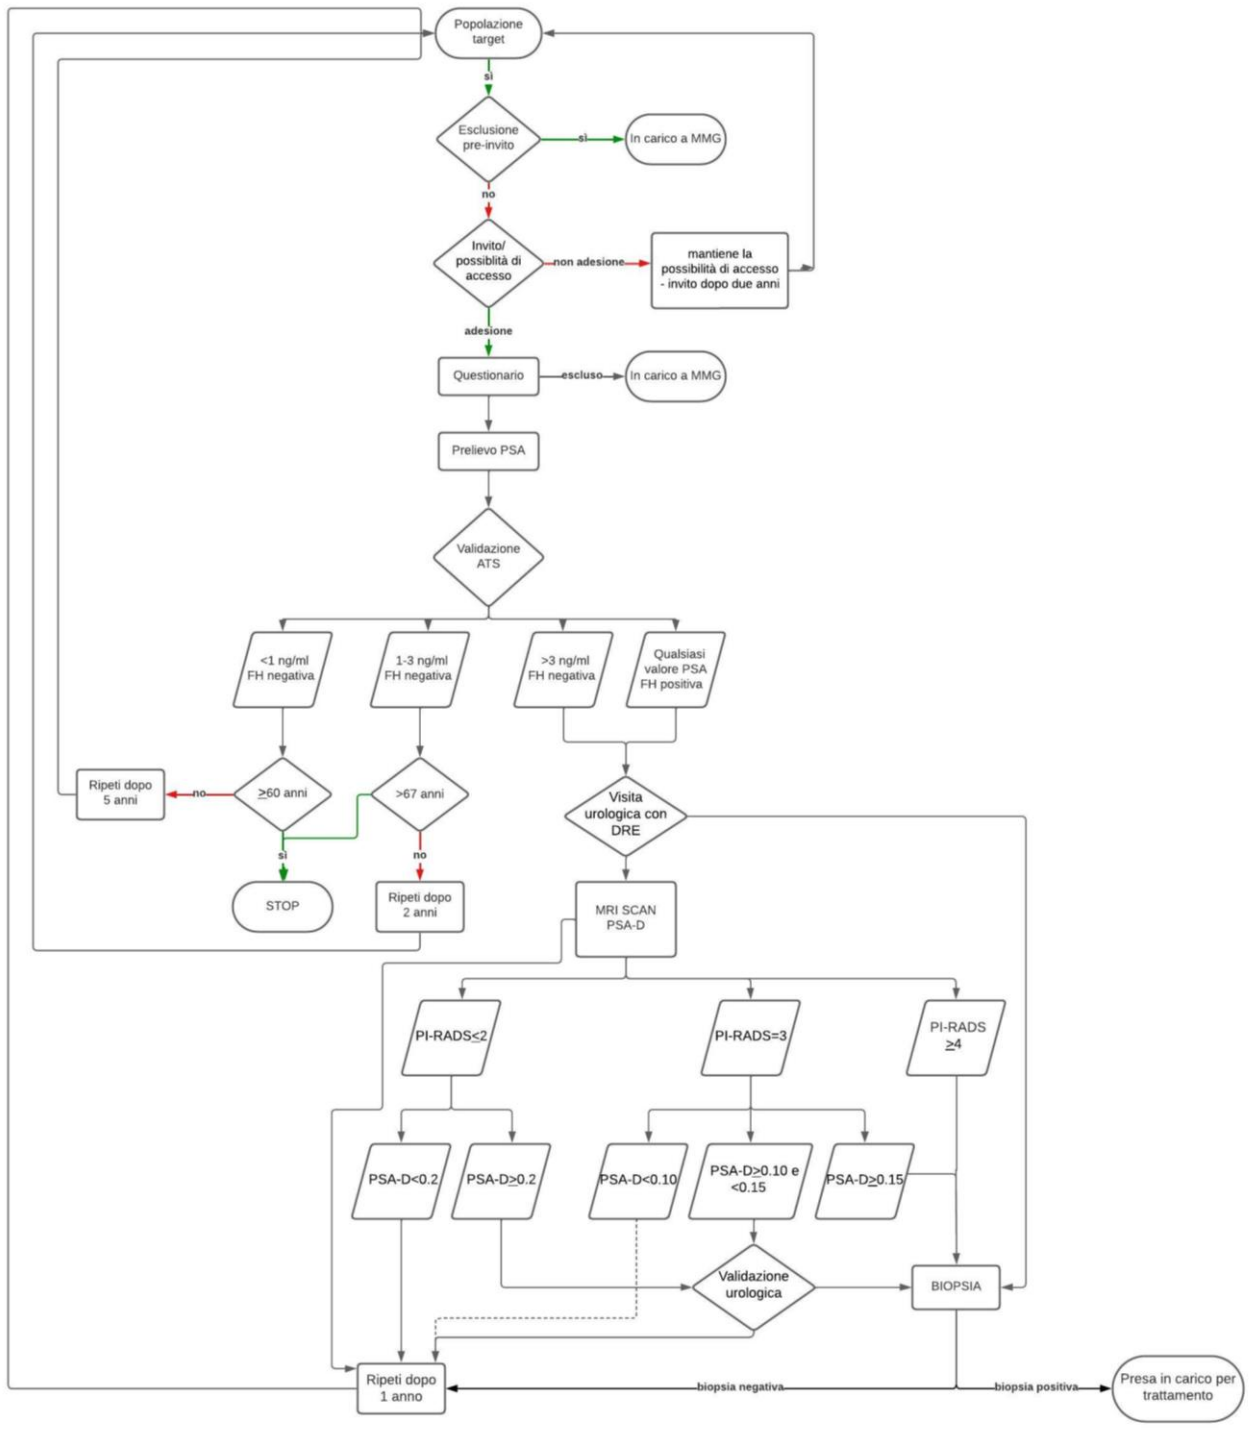 Popolazione
target
sì
Esclusione
pre-invito
sì
In carico a MMG
no
Invito/
possiblità di
accesso
non adesione
mantiene la
possibilità di accesso
- invito dopo due anni
adesione
Questionario
escluso
In carico a MMG
Prelievo PSA
Validazione
ATS
<1 ng/ml
FH negativa
1-3 ng/ml
FH negativa
>3 ng/ml
FH negativa
Qualsiasi
valore PSA
FH positiva
Ripeti dopo
5 anni
no
≥60 anni
>67 anni
Visita
urologica con
DRE
sì
no
STOP
Ripeti dopo
2 anni
MRI SCAN
PSA-D
PI-RADS≤2
PI-RADS=3
PI-RADS
≥4
PSA-D<0.2
PSA-D≥0.2
PSA-D<0.10
PSA-D≥0.10 e
<0.15
PSA-D≥0.15
Validazione
urologica
BIOPSIA
Ripeti dopo
1 anno
biopsia negativa
biopsia positiva
Presa in carico per
trattamento